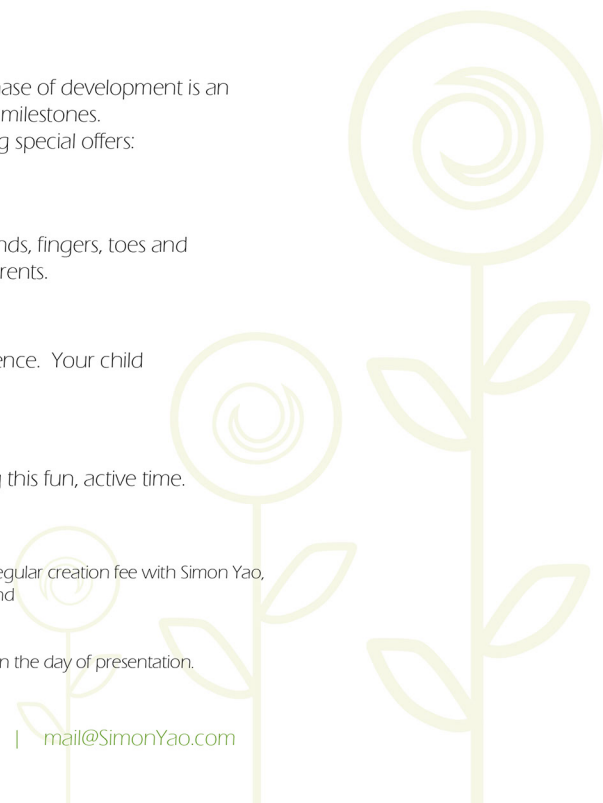 ase of development is an
milestones.
g special offers:
nds, fingers, toes and
rents.
ence. Your child
this fun, active time.
egular creation fee with Simon Yao,
nd
n the day of presentation.
| mail@SimonYao.com